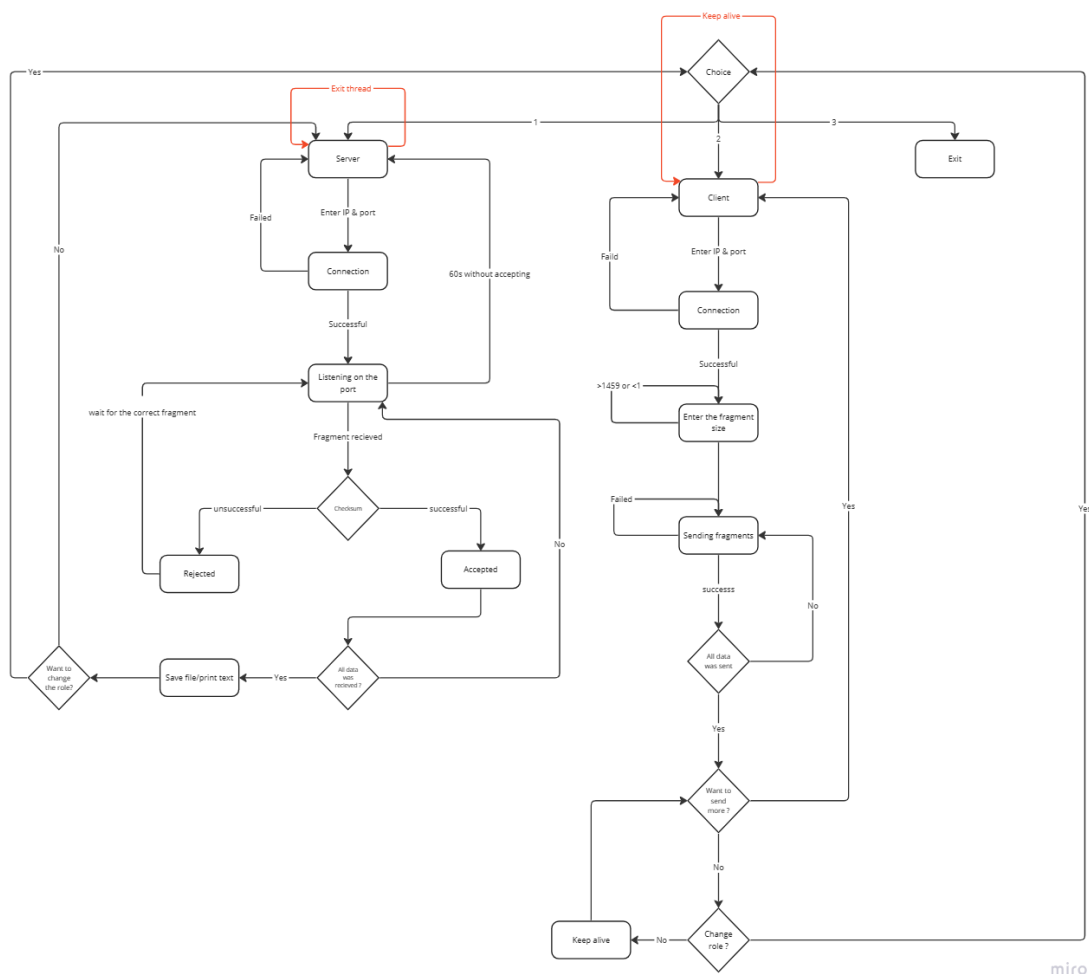 Keep alive
Choice
Yes
Exit thread
1
3
2
Server
Exit
Client
Enter IP & port
Failed
No
Enter IP & port
Faild
Connection
60s without accepting
Connection
Successful
Successful
Listening on the
port
>1459 or <1
wait for the correct fragment
Enter the fragment
size
Fragment recieved
Failed
Yes
Yes
unsuccessful
Checksum
successful
Sending fragments
No
Rejected
Accepted
successs
No
Want to
change
the role?
Save file/print text
Yes
All data
was
recieved ?
All data
was sent
Yes
Want to
send
more ?
No
Keep alive
No
Change
role ?
miro